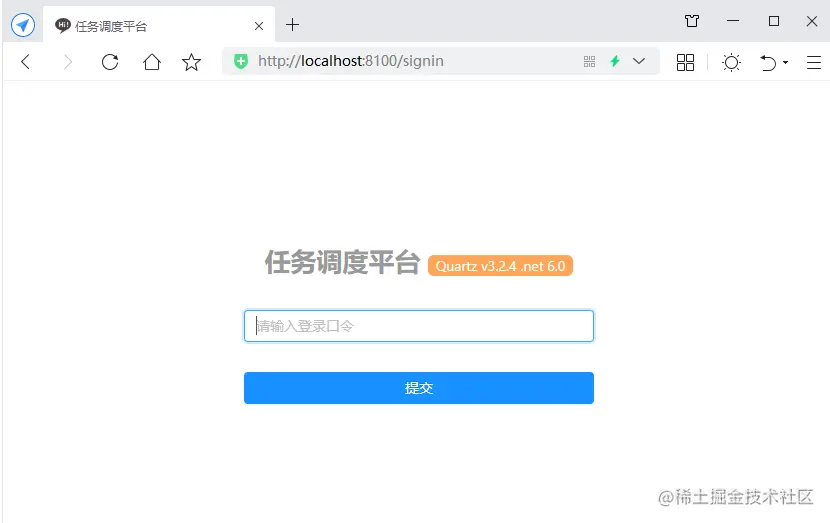 Hi!
任务调度平台
http://localhost:8100/signin
任务调度平台 Quartz v3.2.4 .net 6.0
请输入登录口令
提交
@稀土掘金技术社区